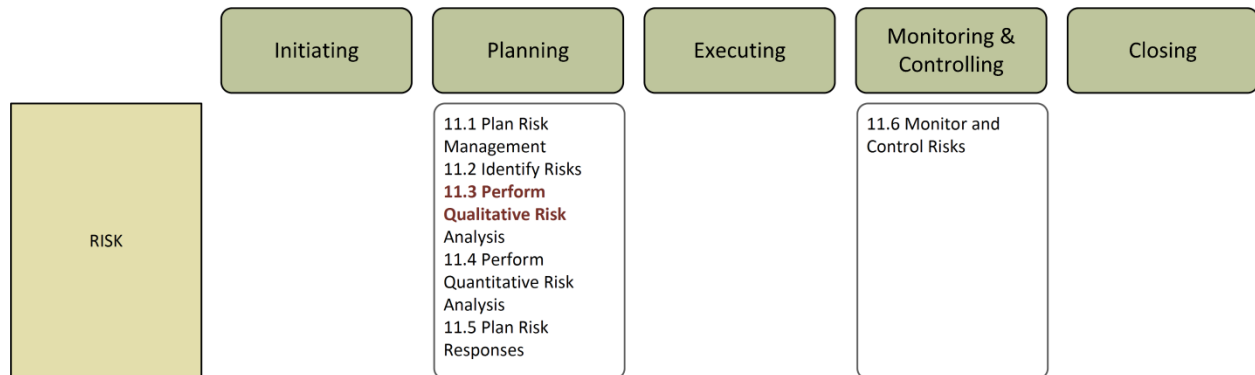 Initiating
Planning
Executing
Monitoring &
Controlling
Closing
RISK
11.1 Plan Risk
Management
11.2 Identify Risks
11.3 Perform
Qualitative Risk
Analysis
11.4 Perform
Quantitative Risk
Analysis
11.5 Plan Risk
Responses
11.6 Monitor and
Control Risks